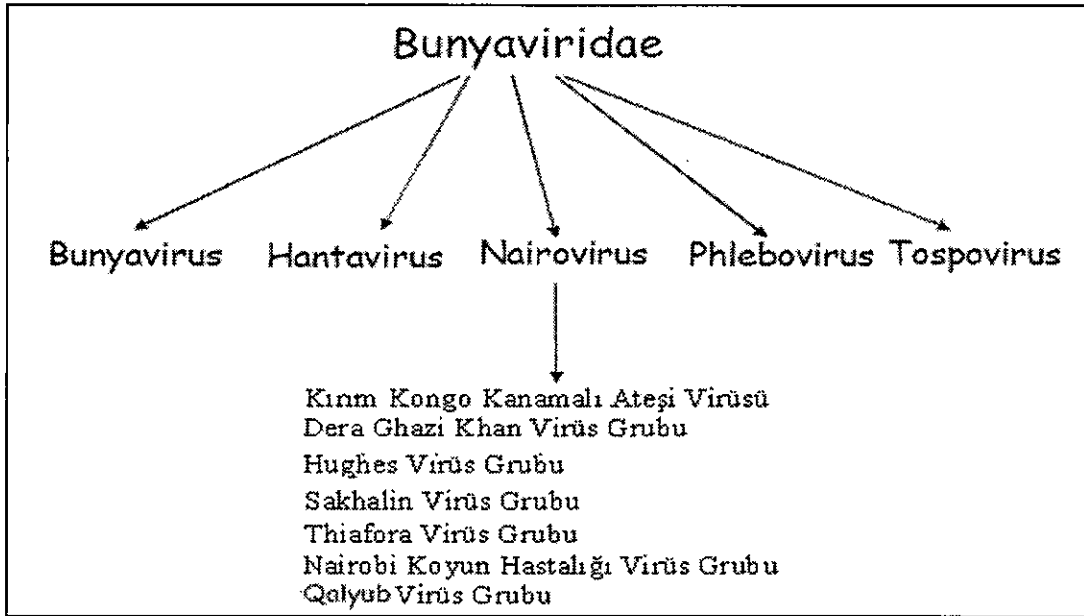 Bunyaviridae
Bunyavirus Hantavirus Nairovirus Phlebovirus Tospovirus
Kırım Kongo Kanamalı Ateşi Virüsü
Dera Ghazi Khan Virüs Grubu
Hughes Virüs Grubu
Sakhalin Virüs Grubu
Thiafora Virüs Grubu
Nairobi Koyun Hastalığı Virüs Grubu
Qalyub Virüs Grubu